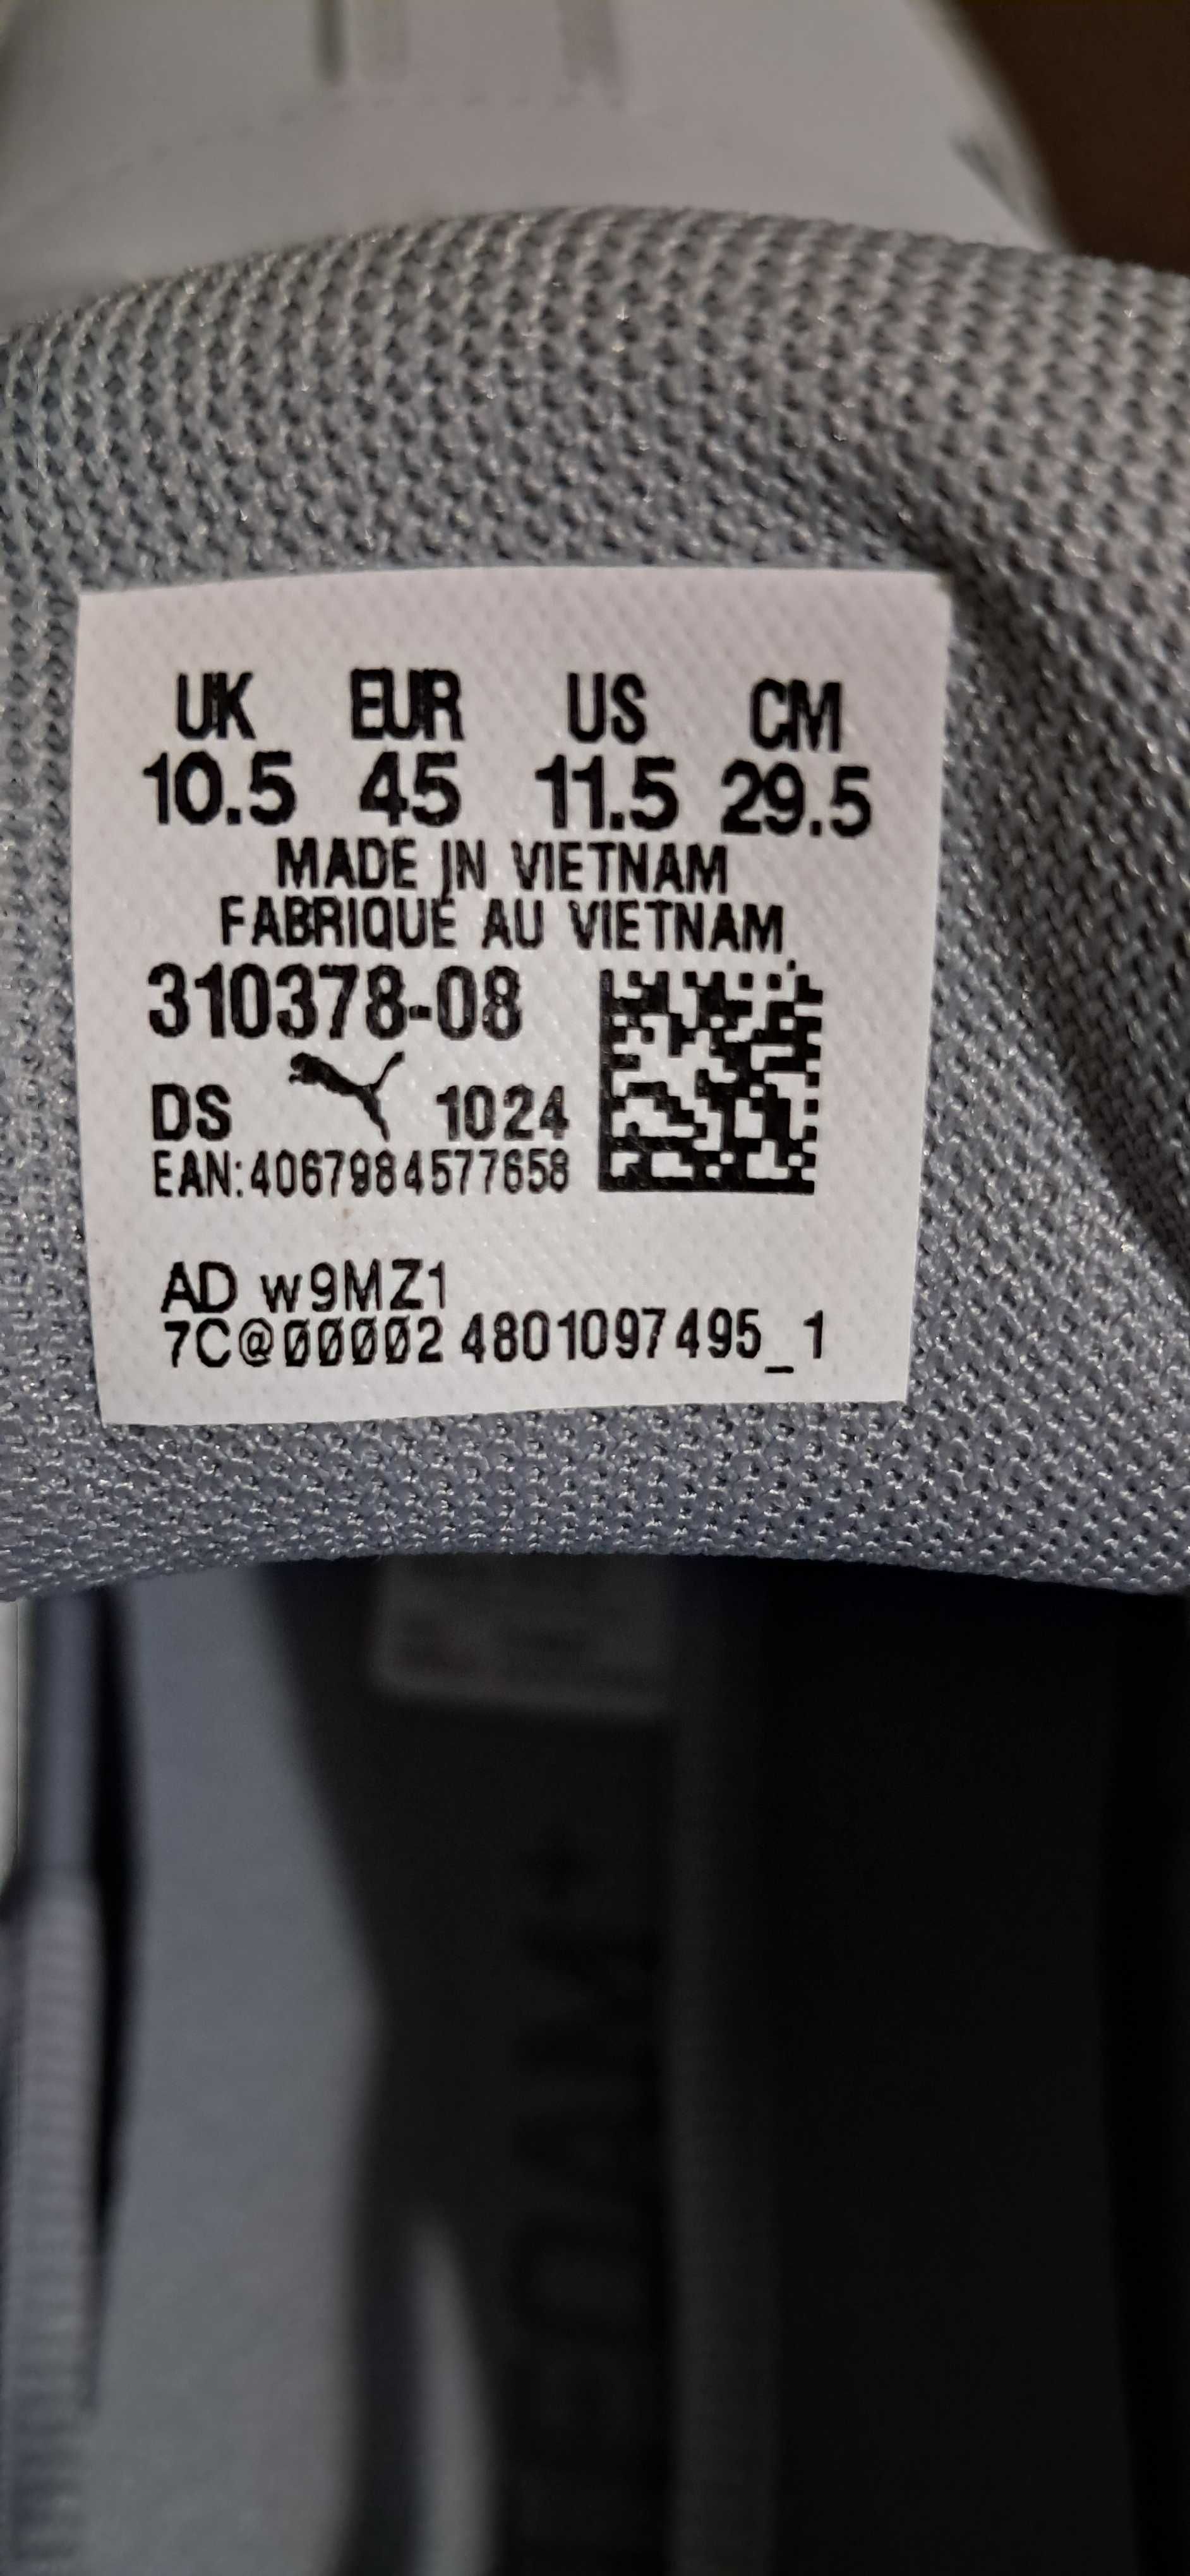 UK EUR US CM
10.5 45 11.5 29.5
MADE IN VIETNAM
FABRIQUÉ AU VIETNAM
310378-08
DS 1024
EAN:4067984577658
AD w9MZ1
7C@00002 4801097495_1